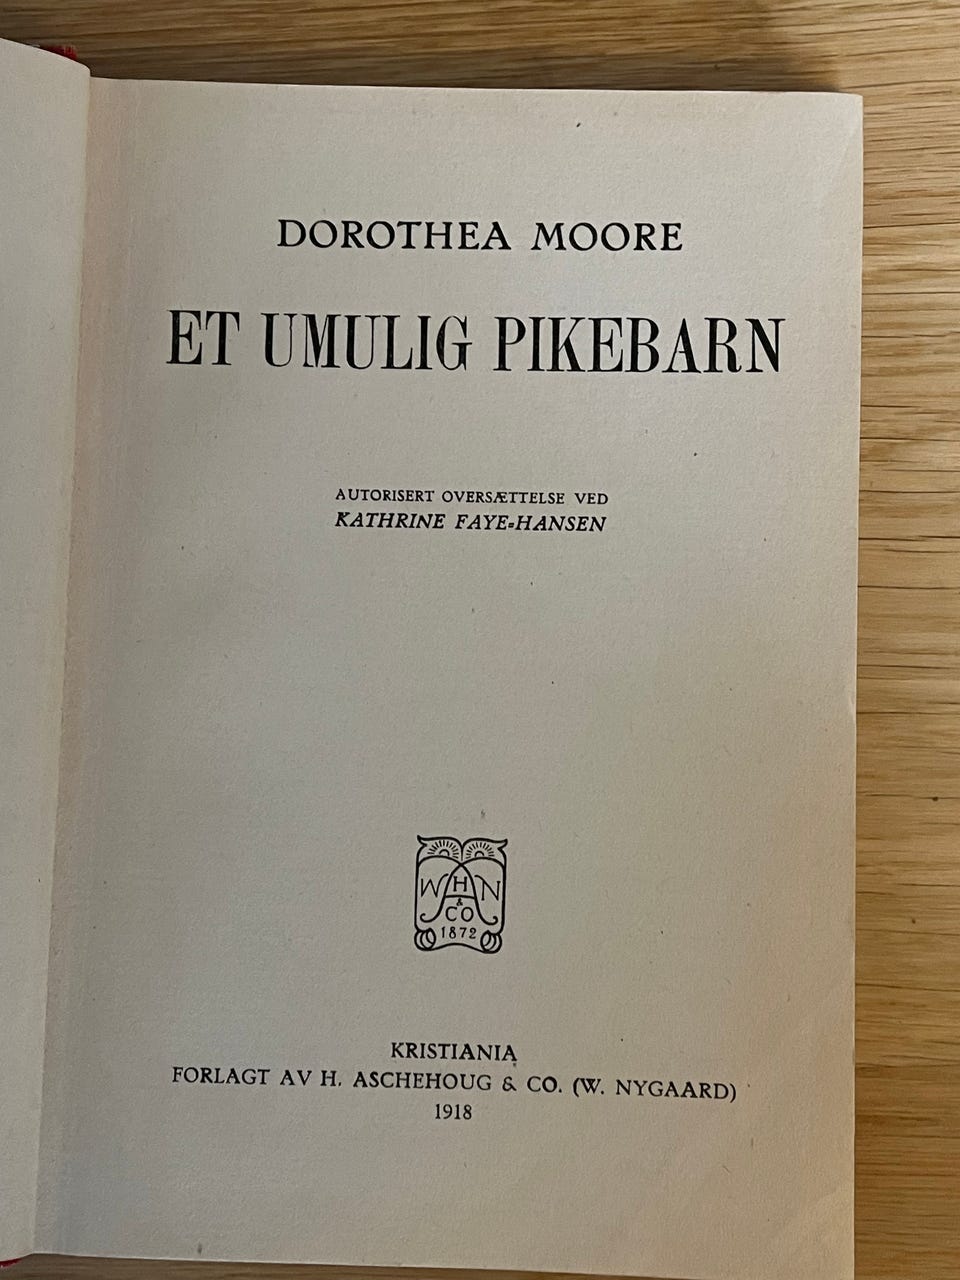 DOROTHEA MOORE
ET UMULIG PIKEBARN
AUTORISERT OVERSÆTTELSE VED
KATHRINE FAYE-HANSEN
W H N
&
CO
1872
KRISTIANIA
FORLAGT AV H. ASCHEHOUG & CO. (W. NYGAARD)
1918